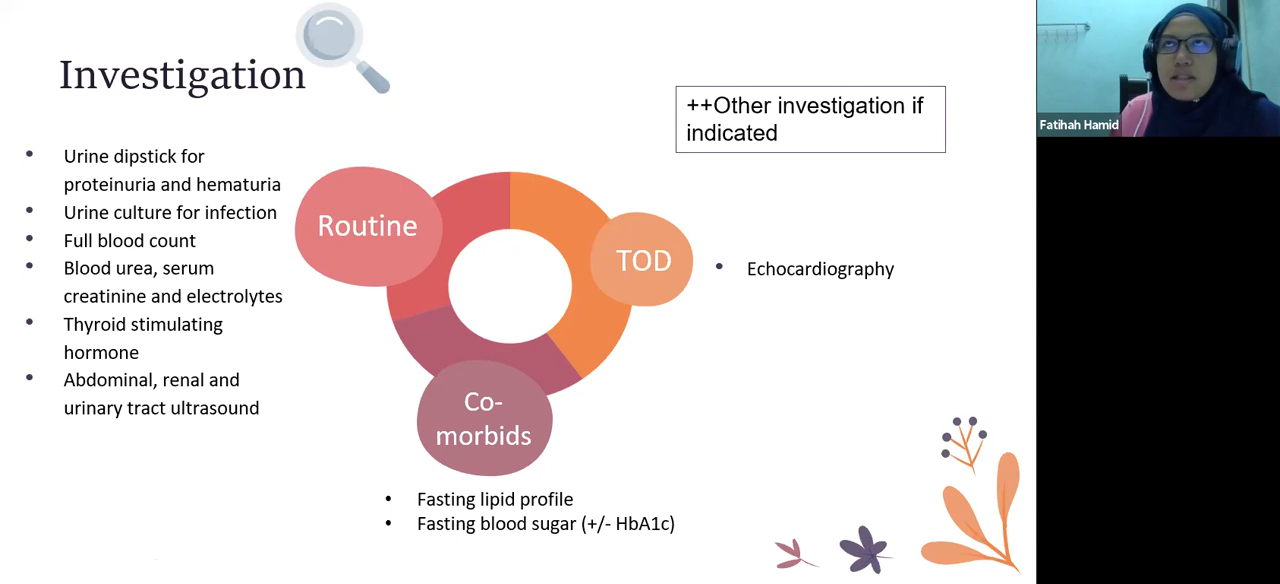 Investigation
++Other investigation if
indicated
Fatihah Hamid
Urine dipstick for
proteinuria and hematuria
Urine culture for infection
Full blood count
Blood urea, serum
creatinine and electrolytes
Thyroid stimulating
hormone
Abdominal, renal and
urinary tract ultrasound
Routine
TOD
Echocardiography
Co-
morbids
Fasting lipid profile
Fasting blood sugar (+/- HbA1c)